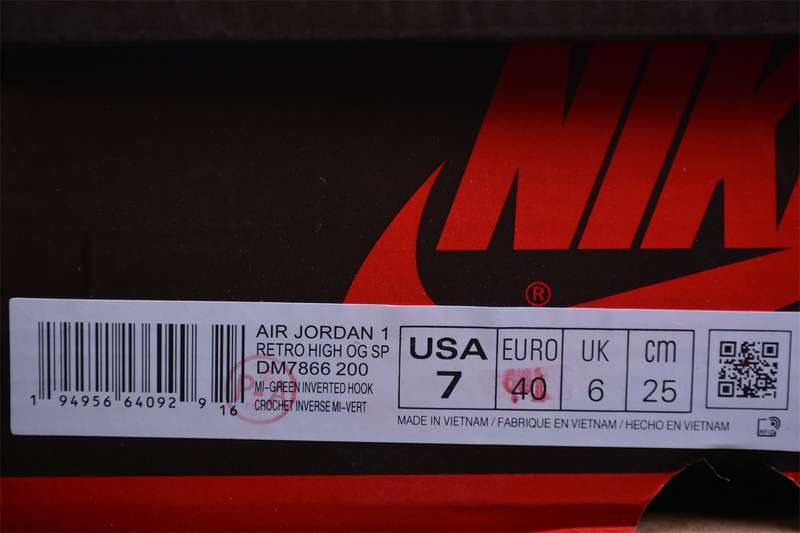 NIK
®
AIR JORDAN 1
RETRO HIGH OG SP
DM7866 200
MI-GREEN INVERTED HOOK
CROCHET INVERSE MI-VERT
1 94956 64092 9 16
USA
7
EURO
40
UK
6
cm
25
MADE IN VIETNAM / FABRIQUE EN VIETNAM / HECHO EN VIETNAM